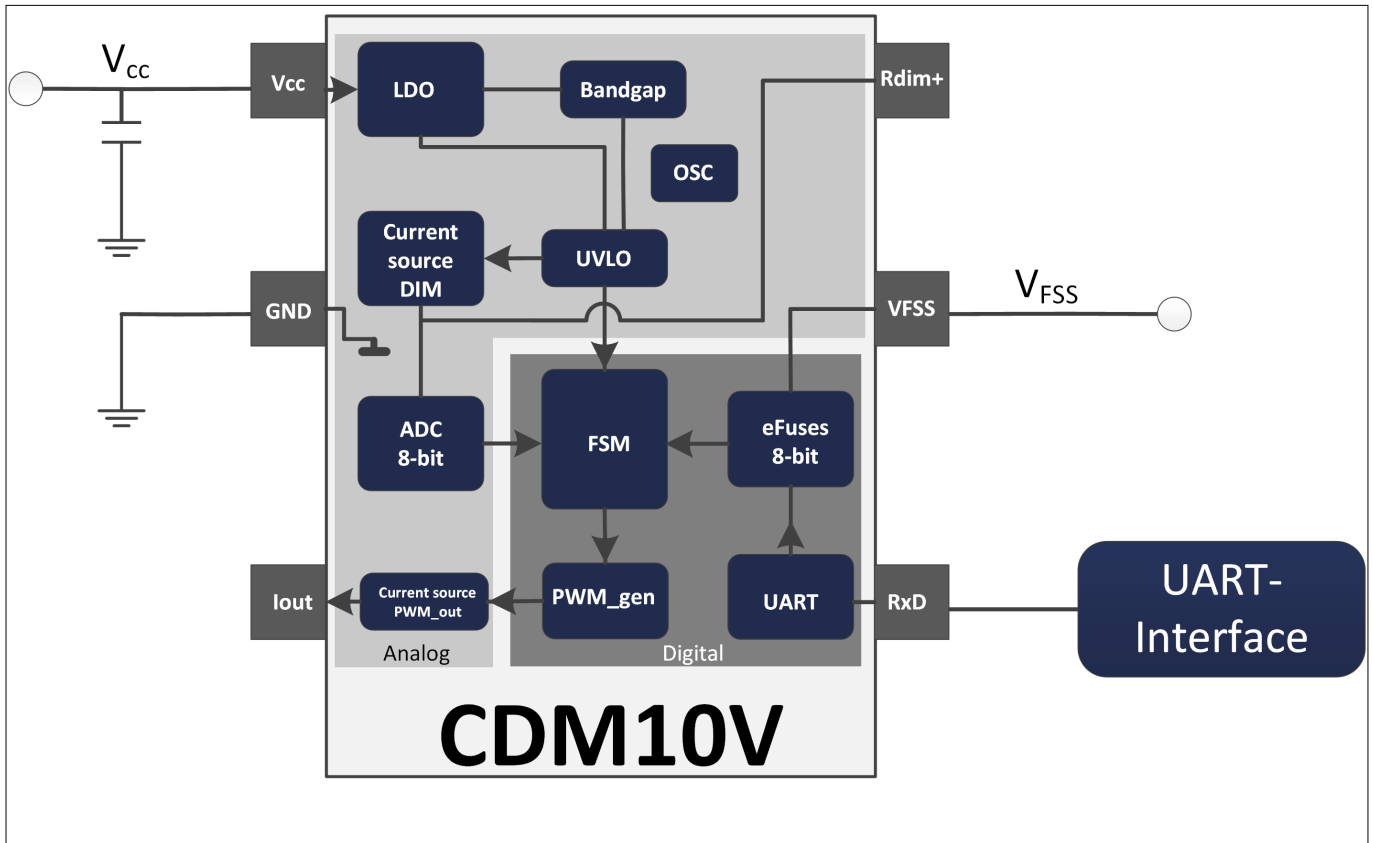 Vcc
Vcc
LDO
Bandgap
Rdim+
OSC
Current
source
DIM
UVLO
GND
VFSS
VFSS
ADC
8-bit
FSM
eFuses
8-bit
Iout
Current source
PWM_out
PWM_gen
UART
RxD
UART-
Interface
Analog
Digital
CDM10V